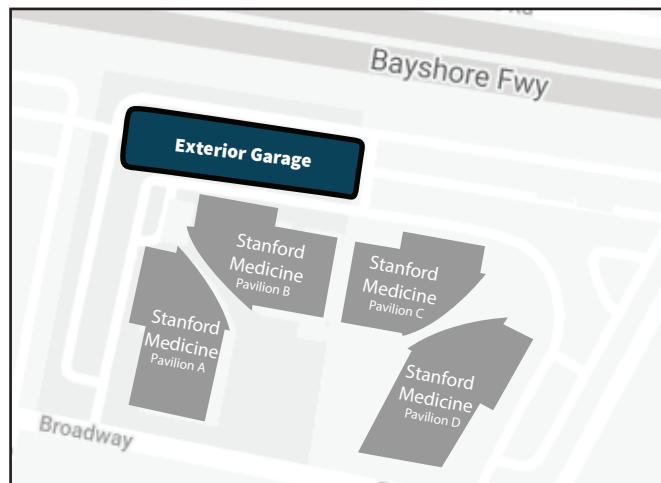 Bayshore Fwy
Exterior Garage
Stanford
Medicine
Pavilion B
Stanford
Medicine
Pavilion C
Stanford
Medicine
Pavilion A
Stanford
Medicine
Pavilion D
Broadway